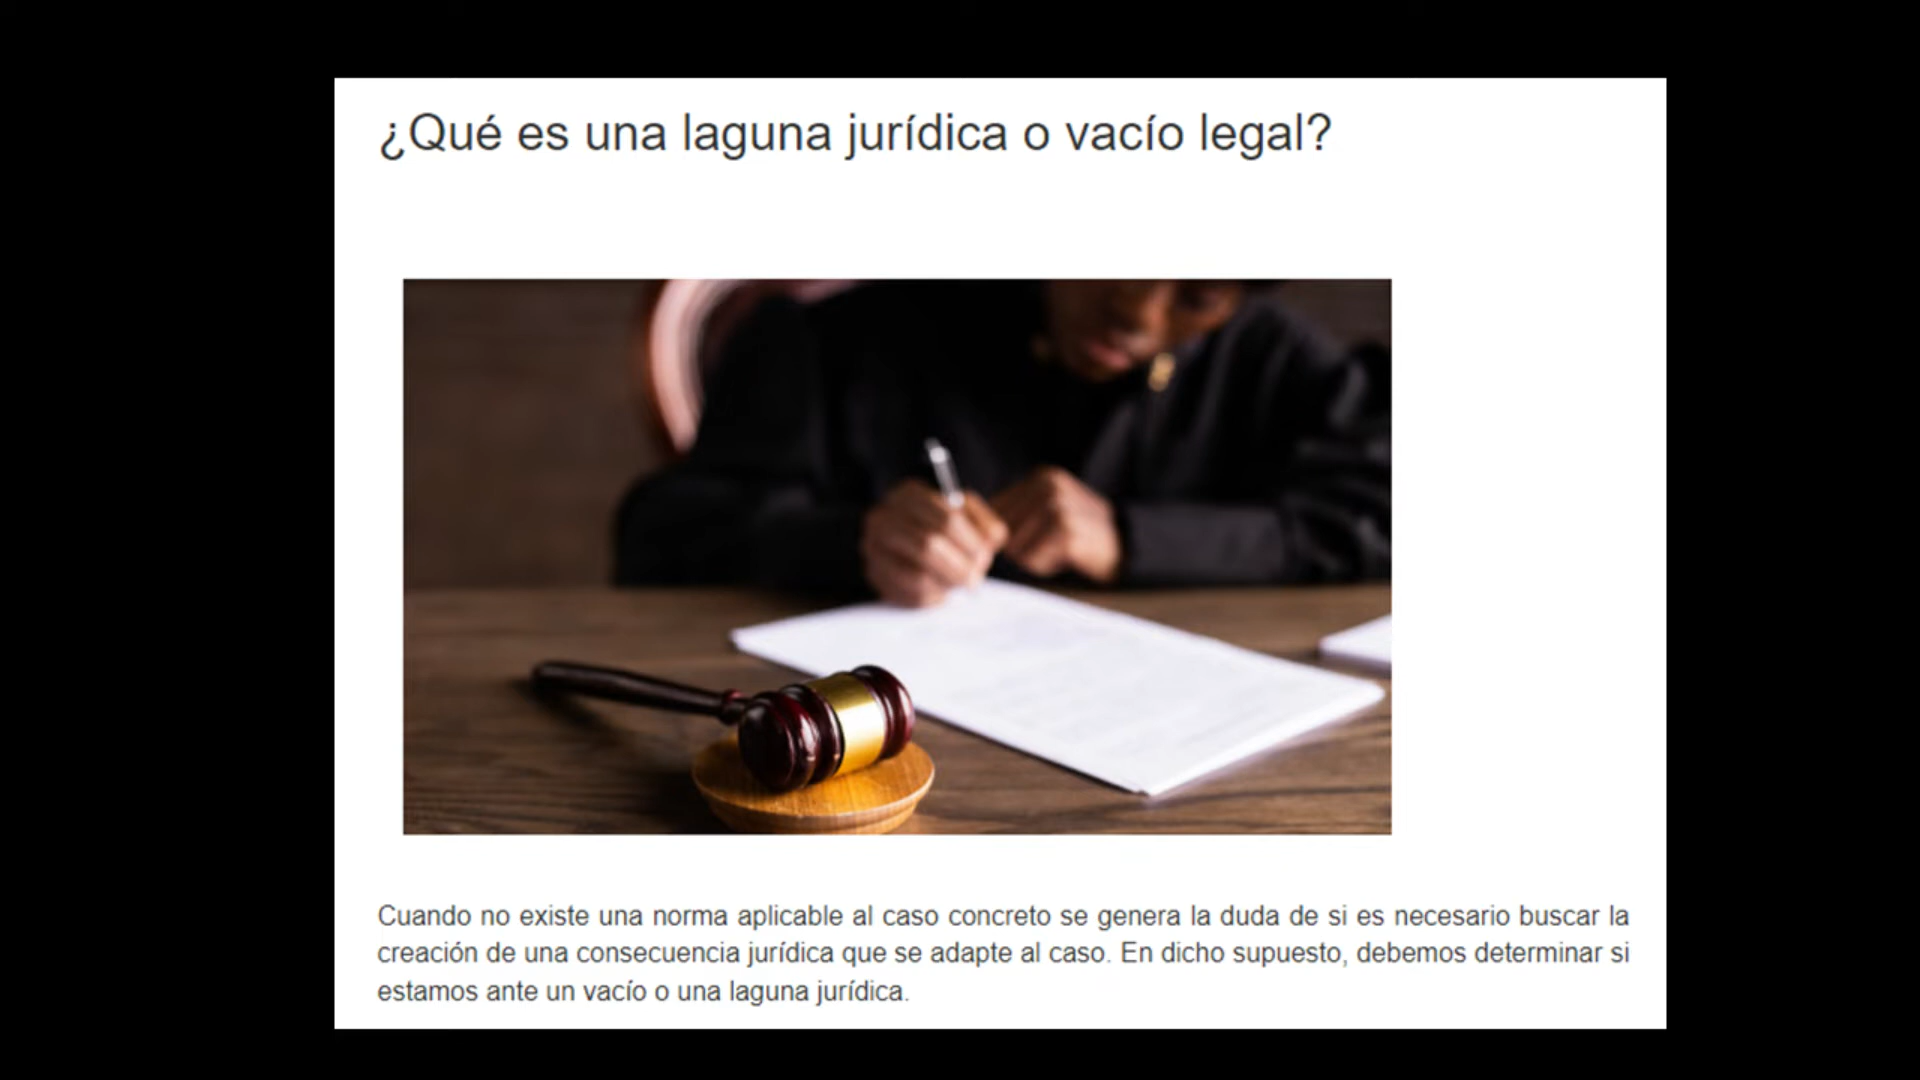 ¿Qué es una laguna jurídica o vacío legal?
Cuando no existe una norma aplicable al caso concreto se genera la duda de si es necesario buscar la
creación de una consecuencia jurídica que se adapte al caso. En dicho supuesto, debemos determinar si
estamos ante un vacío o una laguna jurídica.